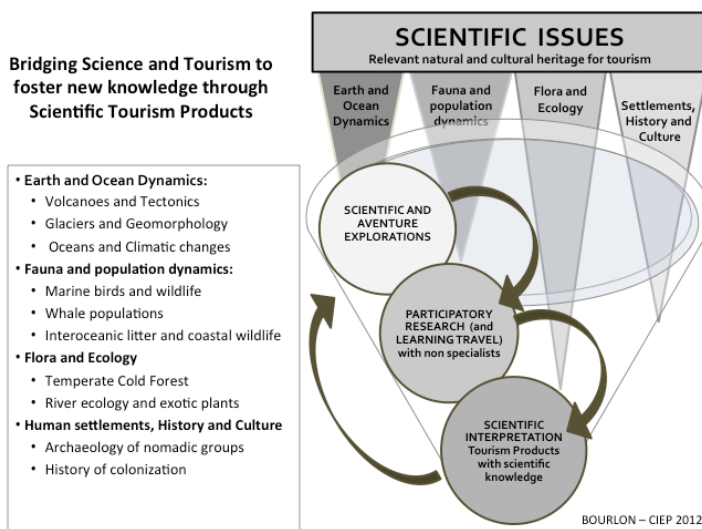 Bridging Science and Tourism to
foster new knowledge through
Scientific Tourism Products
• Earth and Ocean Dynamics:
• Volcanoes and Tectonics
• Glaciers and Geomorphology
• Oceans and Climatic changes
• Fauna and population dynamics:
• Marine birds and wildlife
• Whale populations
• Interoceanic litter and coastal wildlife
• Flora and Ecology
• Temperate Cold Forest
• River ecology and exotic plants
• Human settlements, History and Culture
• Archaeology of nomadic groups
• History of colonization
SCIENTIFIC ISSUES
Relevant natural and cultural heritage for tourism
Earth and
Ocean
Dynamics
Fauna and
population
dynamics
Flora and
Ecology
Settlements,
History and
Culture
SCIENTIFIC AND
AVENTURE
EXPLORATIONS
PARTICIPATORY
RESEARCH (and
LEARNING TRAVEL)
with non specialists
SCIENTIFIC
INTERPRETATION
Tourism Products
with scientific
knowledge
BOURLON – CIEP 2012